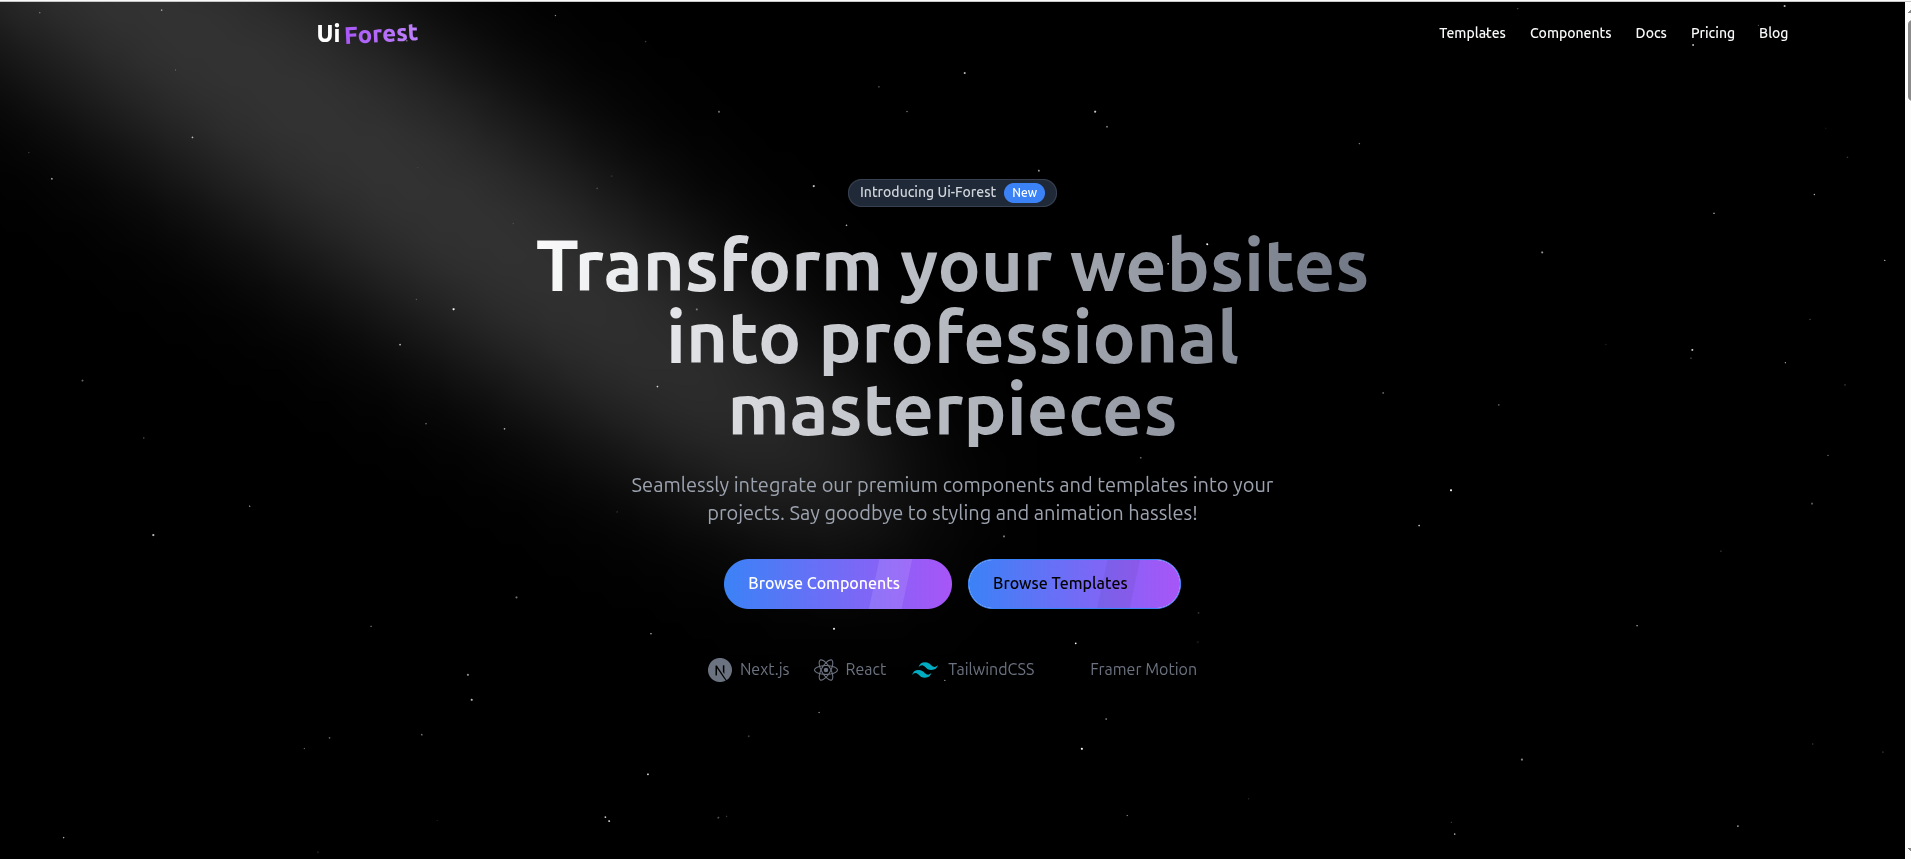 Ui Forest
Templates Components Docs Pricing Blog
Introducing Ui-Forest New
Transform your websites
into professional
masterpieces
Seamlessly integrate our premium components and templates into your
projects. Say goodbye to styling and animation hassles!
Browse Components Browse Templates
Next.js React TailwindCSS Framer Motion